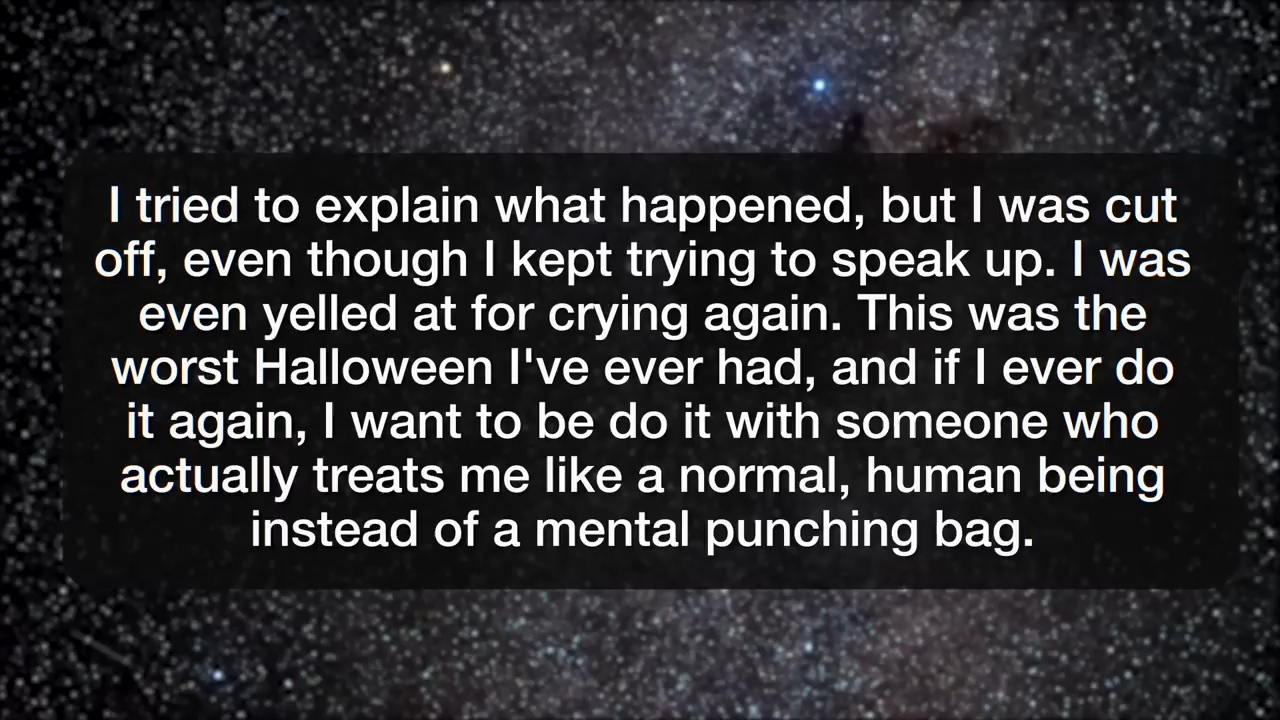 I tried to explain what happened, but I was cut
off, even though I kept trying to speak up. I was
even yelled at for crying again. This was the
worst Halloween I've ever had, and if I ever do
it again, I want to be do it with someone who
actually treats me like a normal, human being
instead of a mental punching bag.